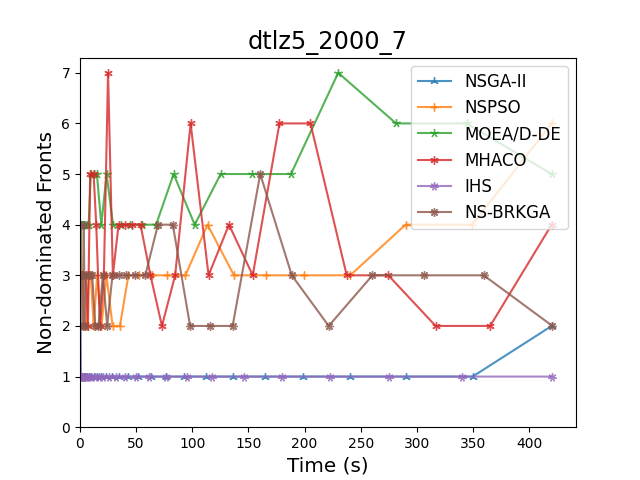 dtlz5_2000_7
Non-dominated Fronts
7
6
5
4
3
2
1
0
0 50 100 150 200 250 300 350 400
Time (s)
NSGA-II
NSPSO
MOEA/D-DE
MHACO
IHS
NS-BRKGA